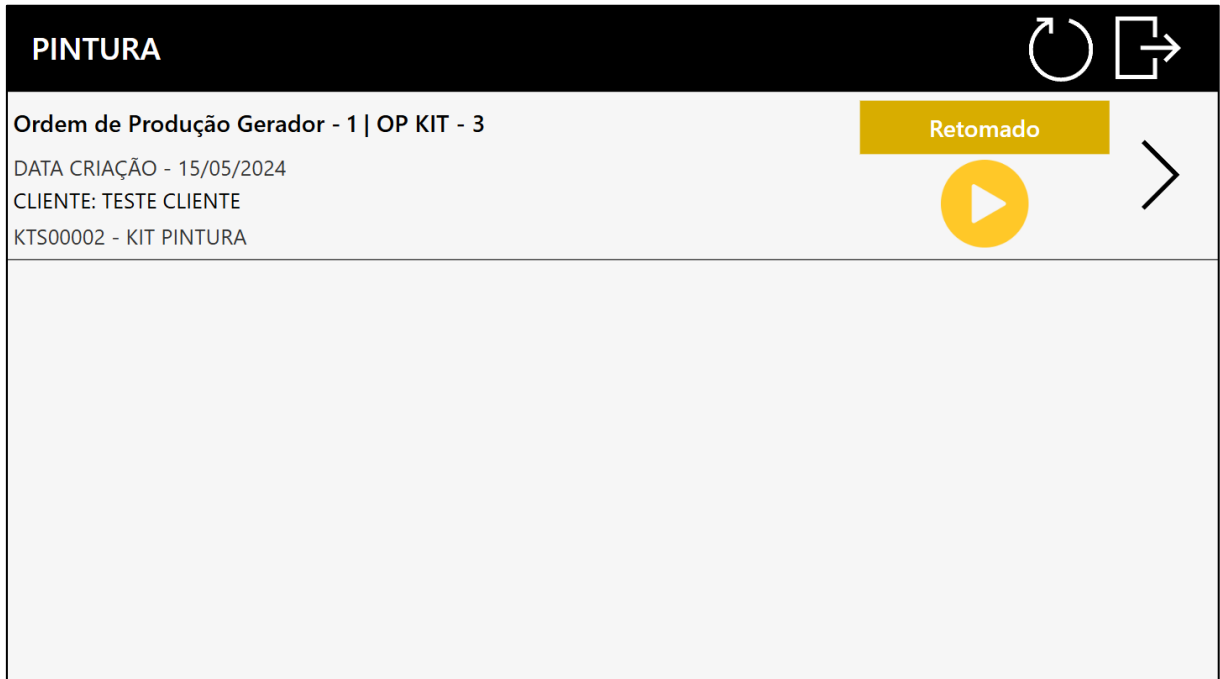 PINTURA
Ordem de Produção Gerador - 1 | OP KIT - 3
Retomado
DATA CRIAÇÃO - 15/05/2024
CLIENTE: TESTE CLIENTE
KTS00002 - KIT PINTURA